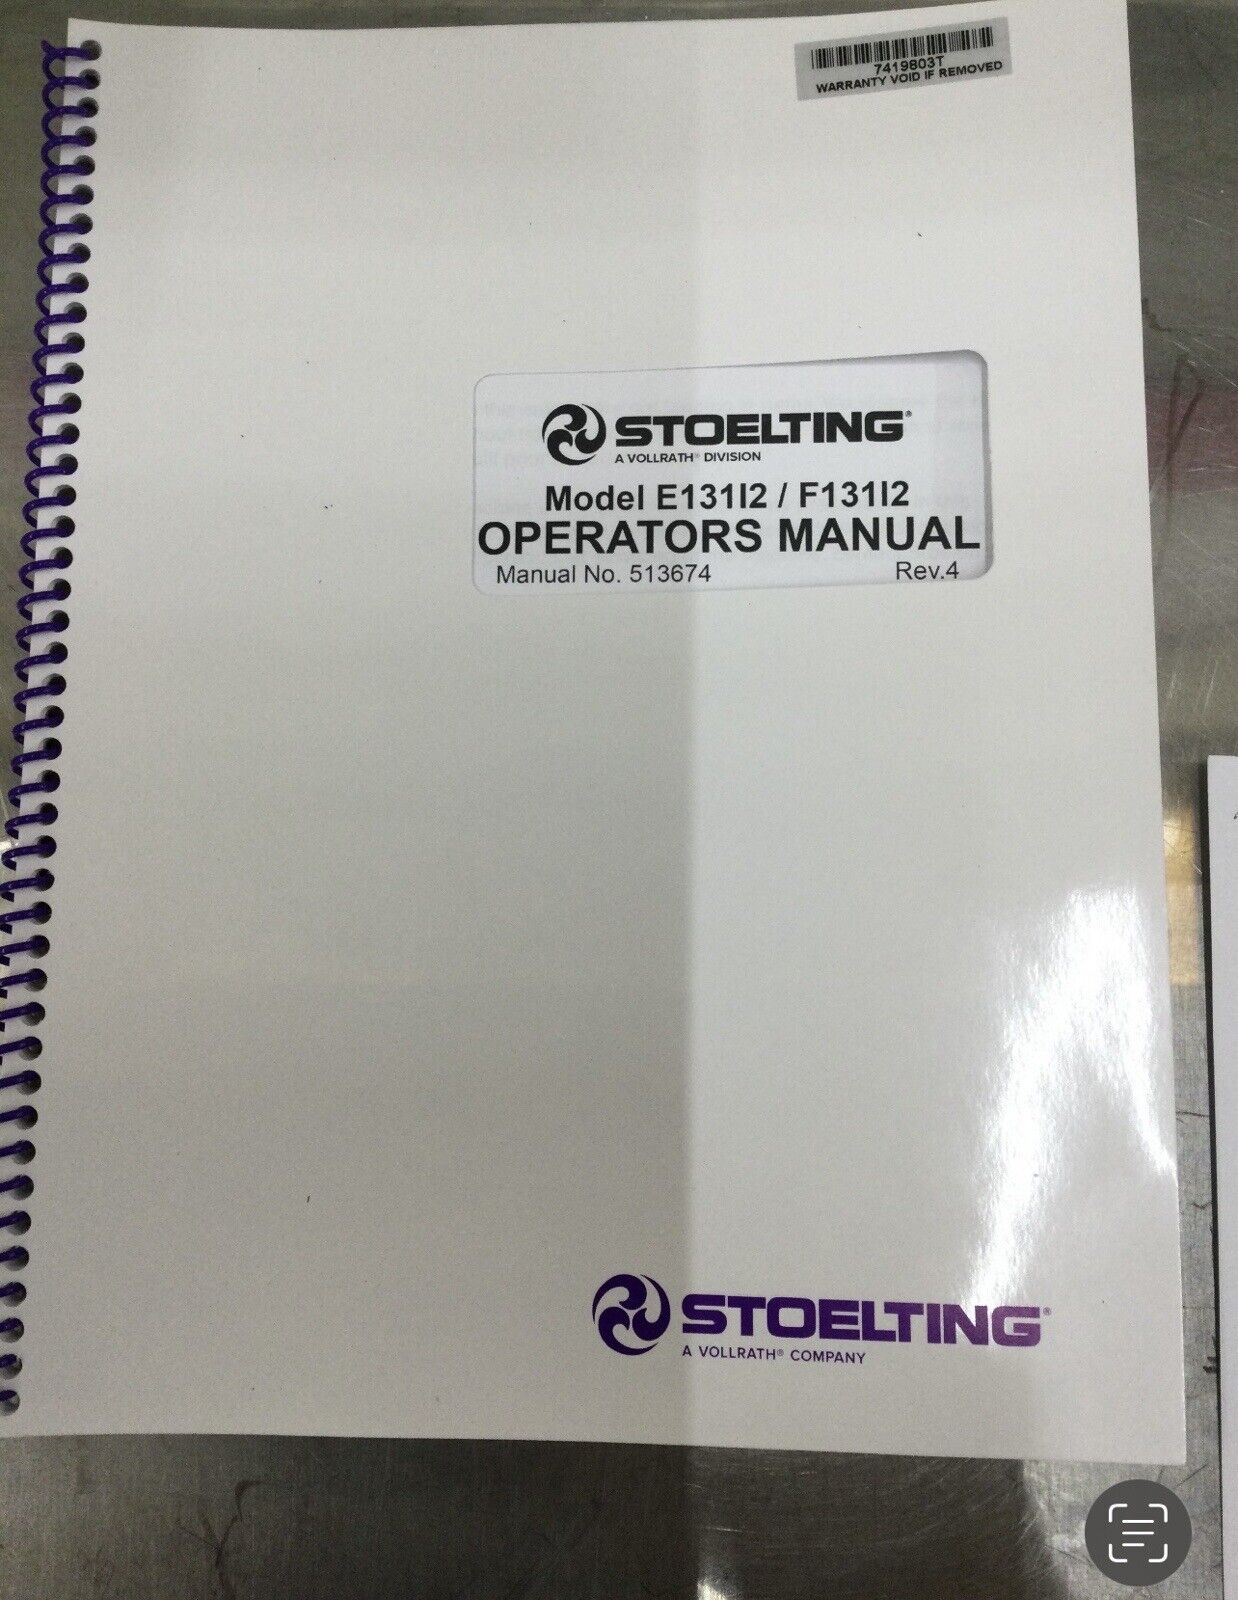 7419803T
WARRANTY VOID IF REMOVED
STOELTING®
A VOLLRATH® DIVISION
Model E131I2 / F131I2
OPERATORS MANUAL
Manual No. 513674 Rev.4
STOELTING®
A VOLLRATH® COMPANY